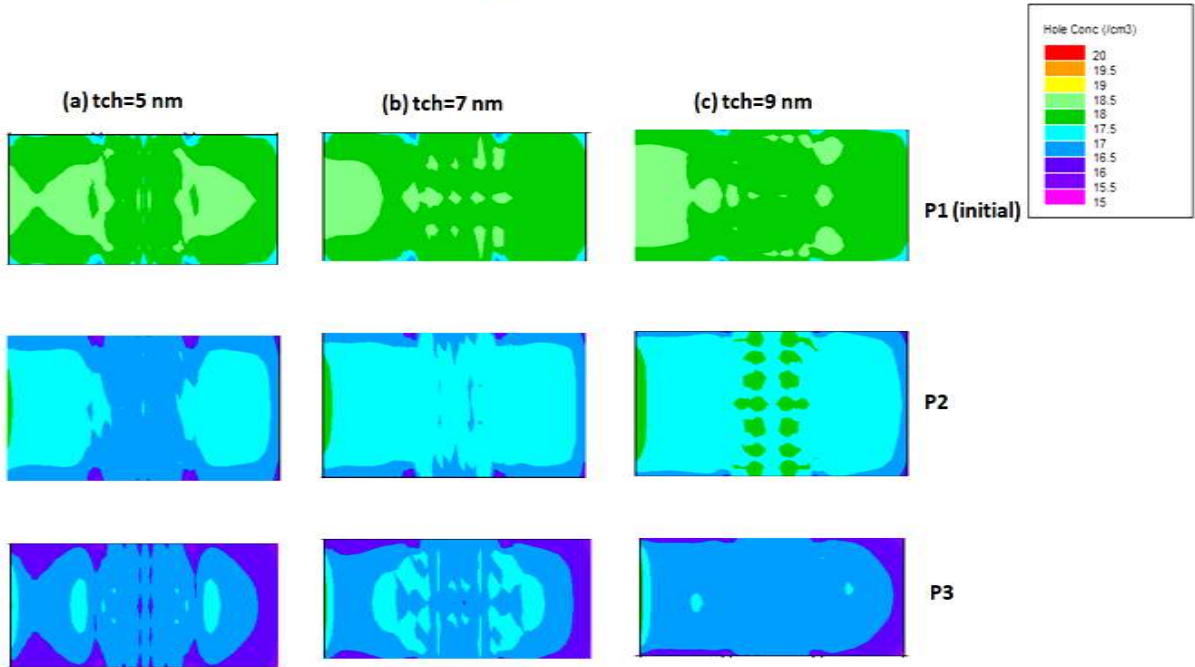 Hole Conc (/cm3)
20
19.5
19
18.5
18
17.5
17
16.5
16
15.5
15
(a) tch=5 nm
(b) tch=7 nm
(c) tch=9 nm
P1 (initial)
P2
P3